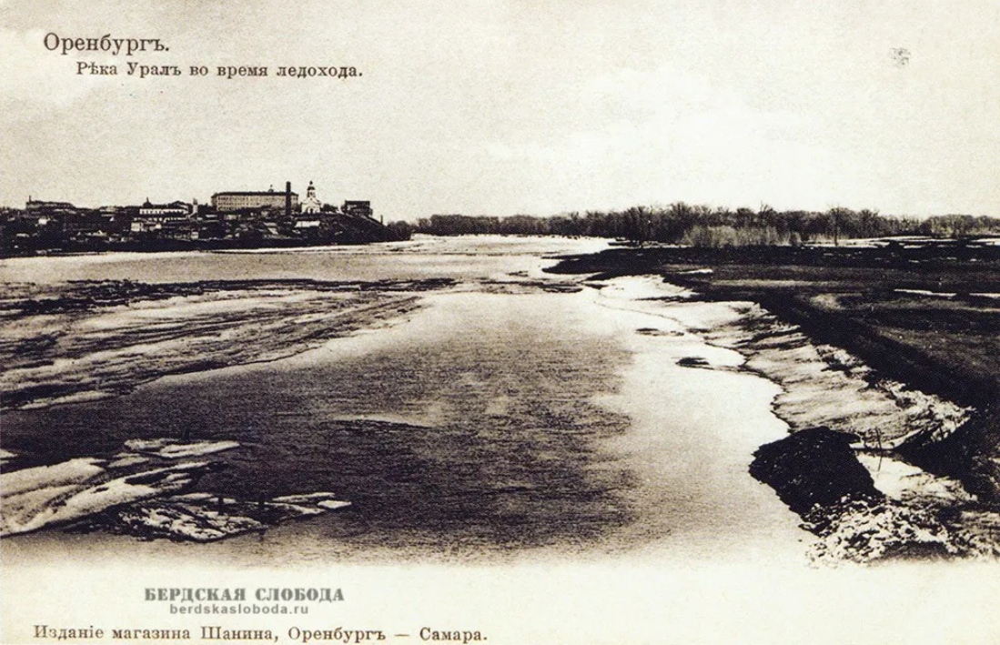 Оренбургъ.
Рѣка Уралъ во время ледохода.
БЕРДСКАЯ СЛОБОДА
berdskasloboda.ru
Изданіе магазина Шанина, Оренбургъ — Самара.